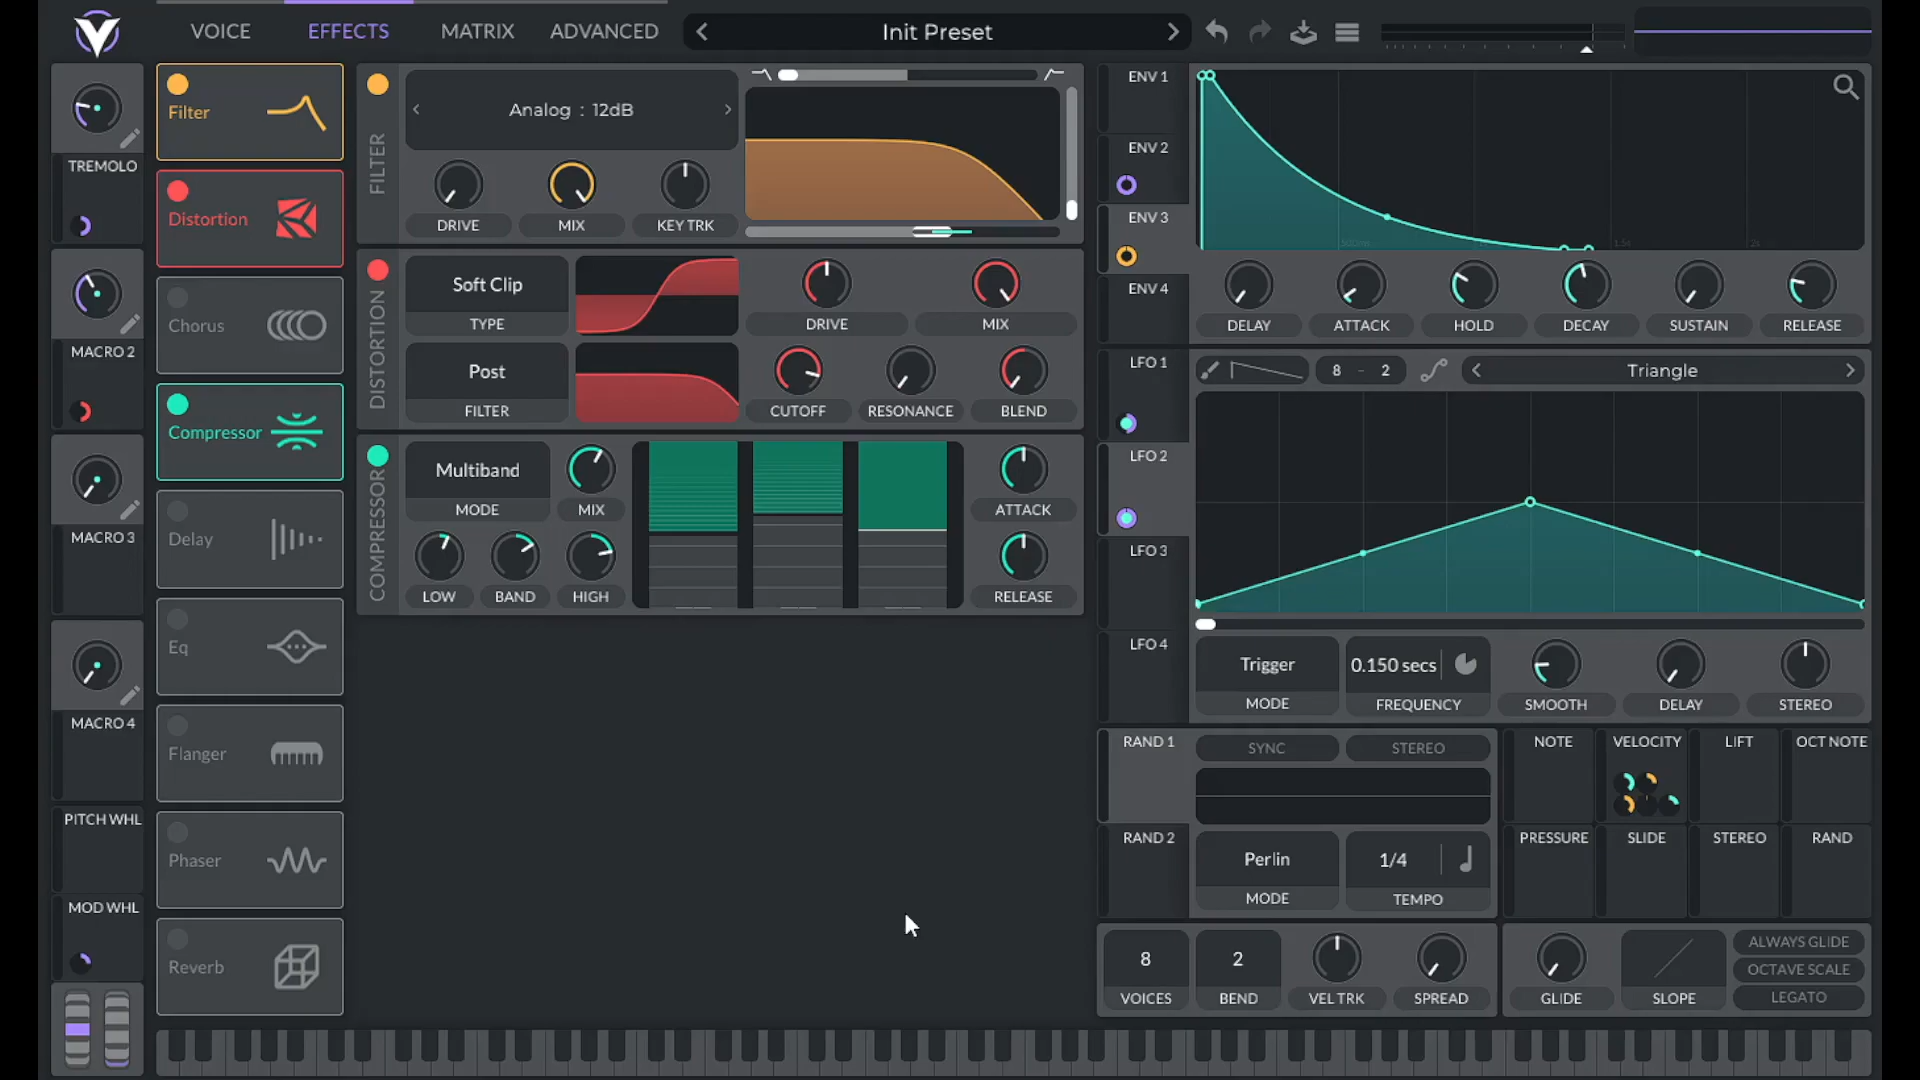 VOICE
EFFECTS
MATRIX
ADVANCED
Init Preset
TREMOLO
MACRO 2
MACRO 3
MACRO 4
PITCH WHL
MOD WHL
Filter
Distortion
Chorus
Compressor
Delay
Eq
Flanger
Phaser
Reverb
FILTER
Analog : 12dB
DRIVE
MIX
KEY TRK
DISTORTION
Soft Clip
TYPE
DRIVE
MIX
Post
FILTER
CUTOFF
RESONANCE
BLEND
COMPRESSOR
Multiband
MODE
MIX
ATTACK
LOW
BAND
HIGH
RELEASE
ENV 1
ENV 2
ENV 3
ENV 4
500ms
1.5s
2s
DELAY
ATTACK
HOLD
DECAY
SUSTAIN
RELEASE
LFO 1
LFO 2
LFO 3
LFO 4
8 - 2
Triangle
Trigger
MODE
0.150 secs
FREQUENCY
SMOOTH
DELAY
STEREO
RAND 1
RAND 2
SYNC
STEREO
Perlin
MODE
1/4
TEMPO
NOTE
VELOCITY
LIFT
OCT NOTE
PRESSURE
SLIDE
STEREO
RAND
8
VOICES
2
BEND
VEL TRK
SPREAD
GLIDE
SLOPE
ALWAYS GLIDE
OCTAVE SCALE
LEGATO